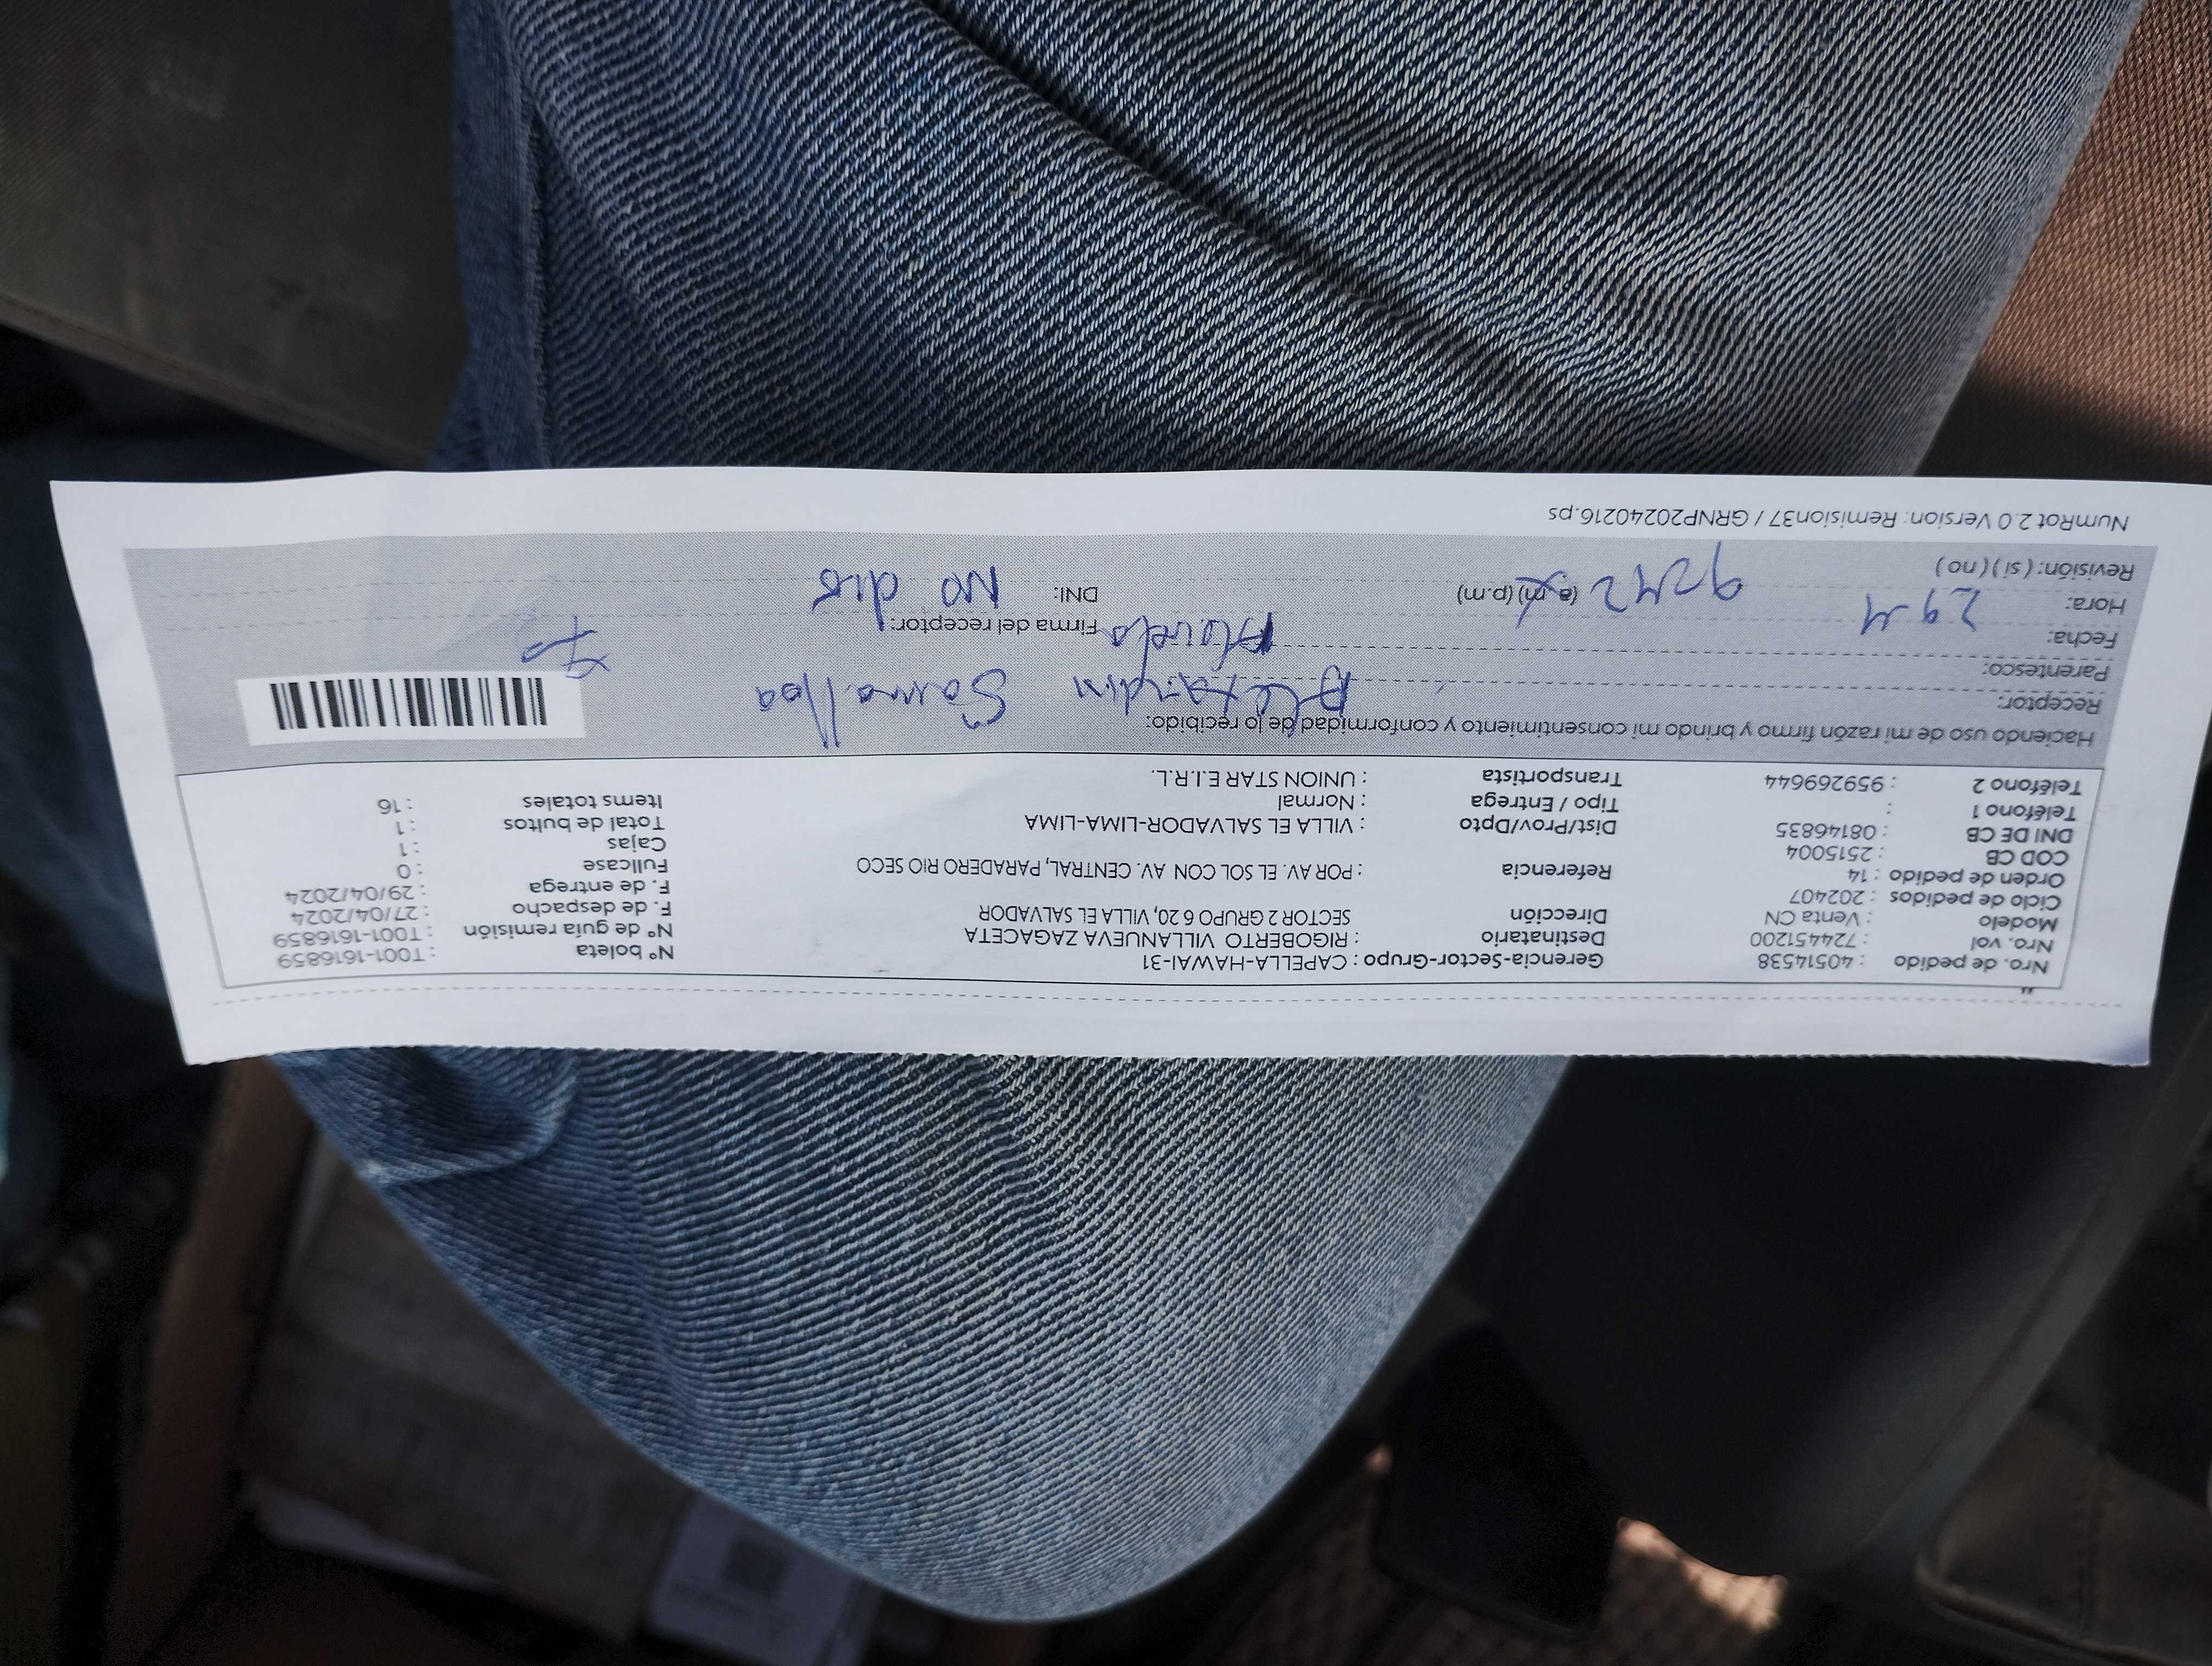 Nro. de pedido : 40514538 Gerencia-Sector-Grupo : CAPELLA-HAWAI-31 N° boleta : T001-1616859
Nro. vol : 724451200 Destinatario : RIGOBERTO VILLANUEVA ZAGACETA N° de guia remisión : T001-1616859
Modelo : Venta CN Dirección SECTOR 2 GRUPO 6 20, VILLA EL SALVADOR F. de despacho : 27/04/2024
Ciclo de pedidos : 202407 F. de entrega : 29/04/2024
Orden de pedido : 14 Referencia : POR AV. EL SOL CON AV. CENTRAL, PARADERO RIO SECO Fullcase : 0
COD CB : 2515004 Cajas : 1
DNI DE CB : 08146835 Dist/Prov/Dpto : VILLA EL SALVADOR-LIMA-LIMA Total de bultos : 1
Teléfono 1 : Tipo / Entrega : Normal Items totales : 16
Teléfono 2 : 959269644 Transportista : UNION STAR E.I.R.L.
Haciendo uso de mi razón firmo y brindo mi consentimiento y conformidad de lo recibido:
Receptor:
Parentesco:
Fecha: 29 4 Firma del receptor:
Hora: 9:42 (a.m) (p.m) DNI: NO dio
Revisión: ( si ) ( no )
NumRot 2.0 Version: Remision37 / GRNP20240216.ps